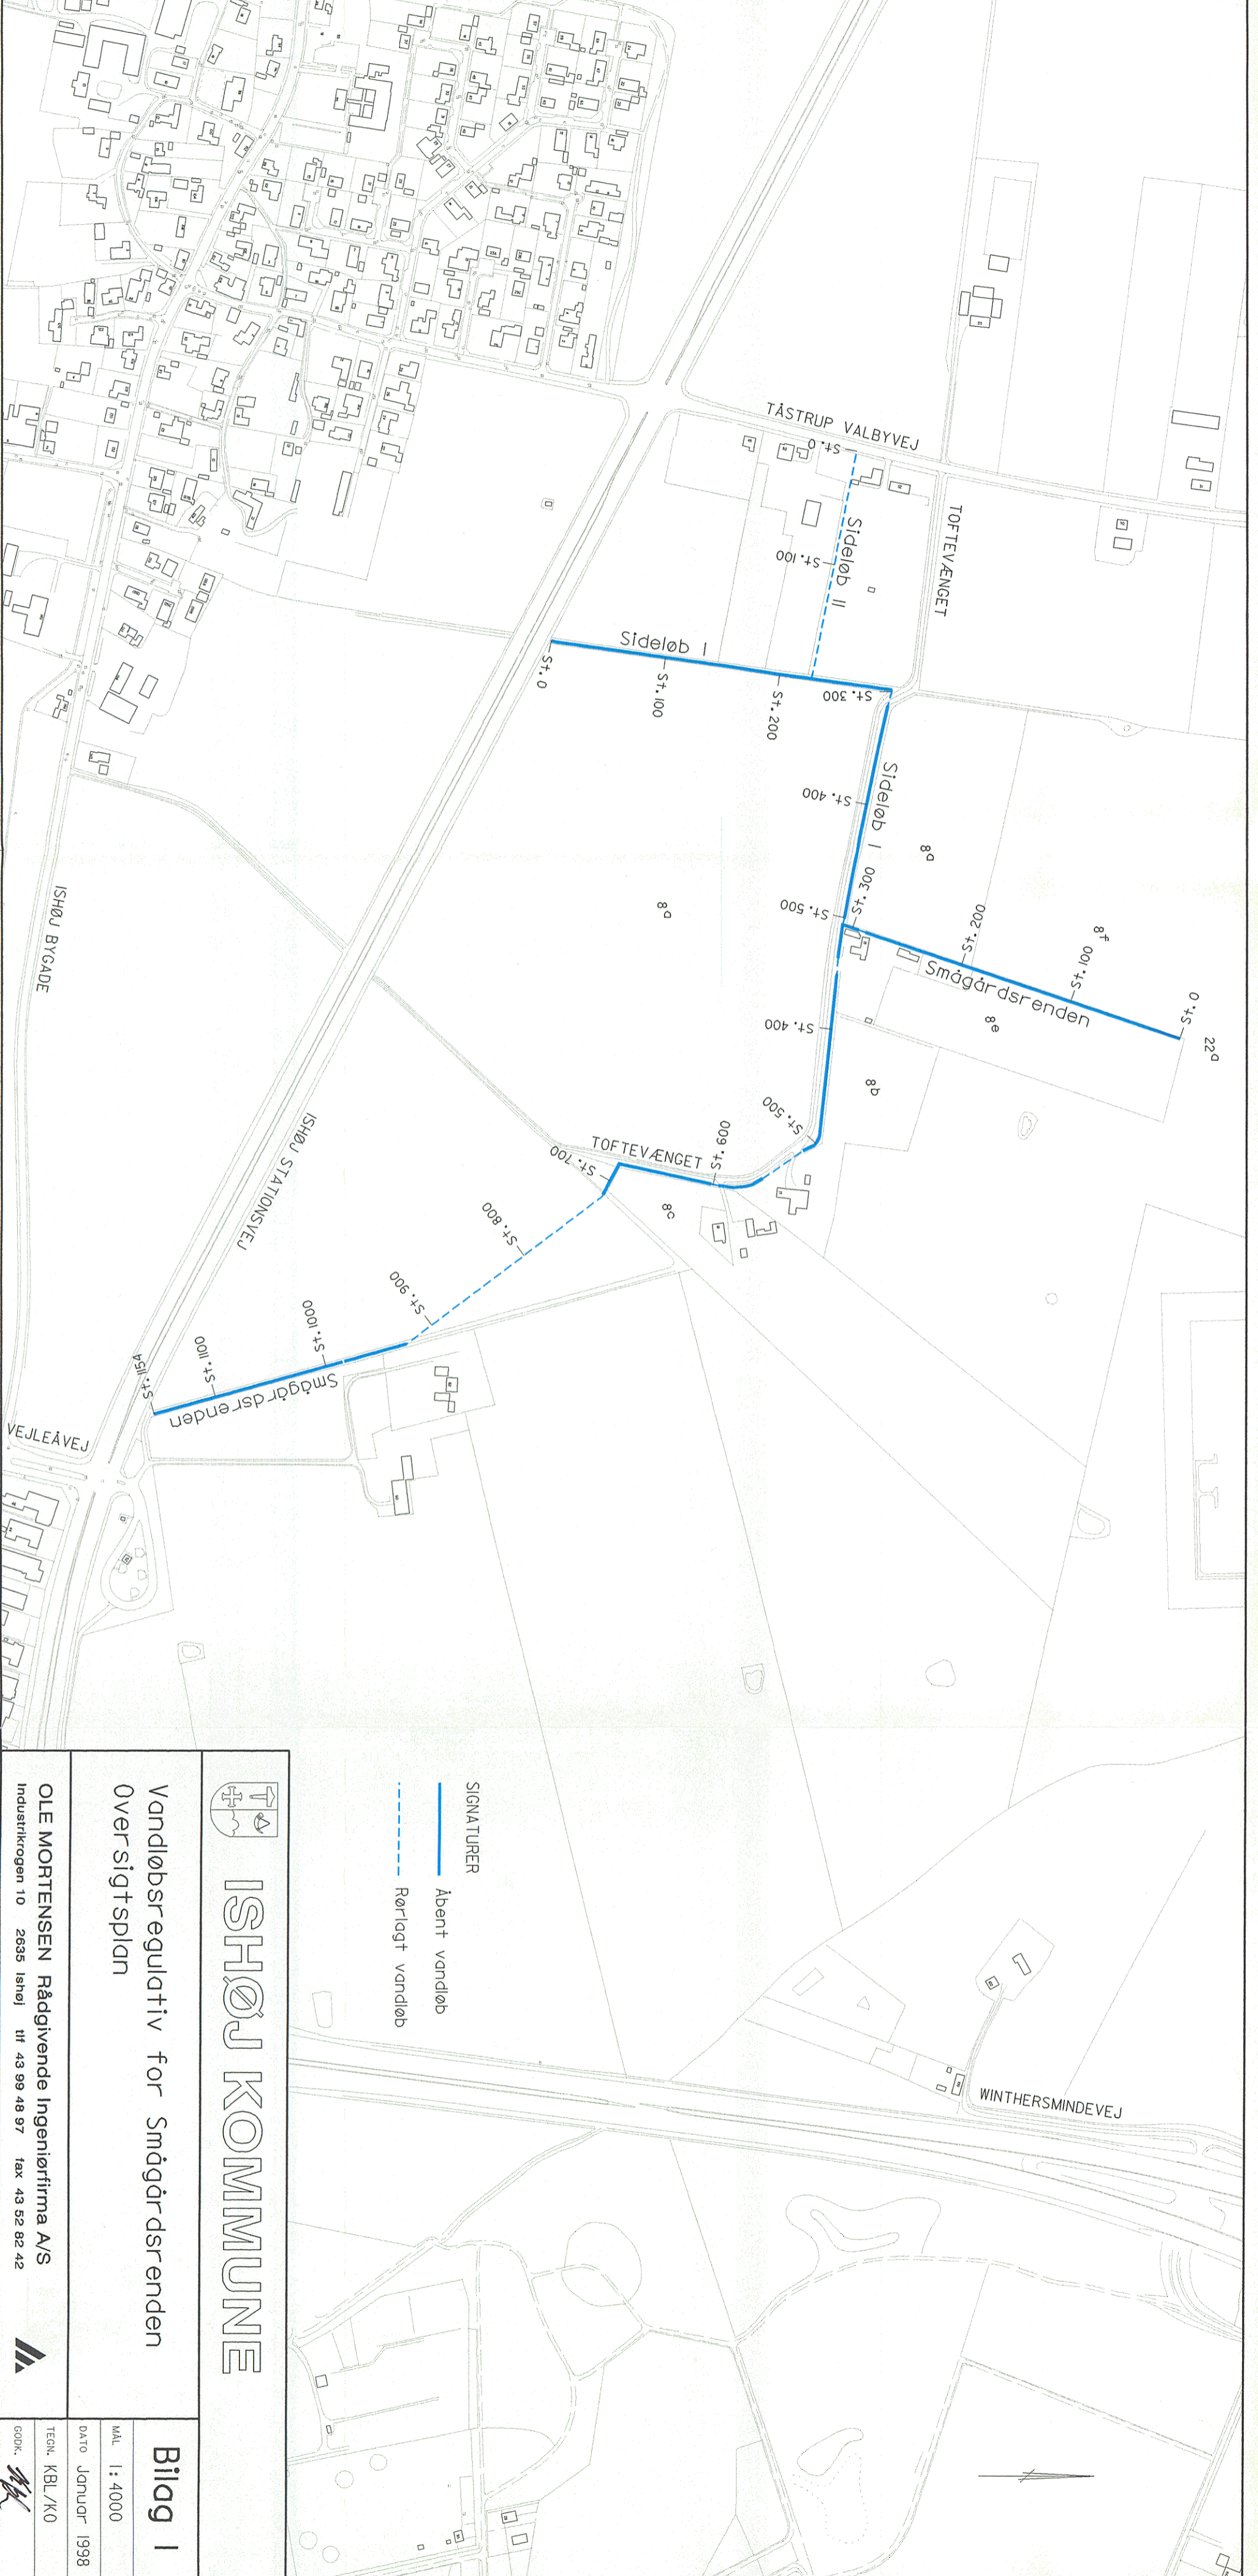 TÅSTRUP VALBYVEJ
TOFTEVÆNGET
St. 0
Sideløb II
St. 100
Sideløb I
St. 0
St. 100
St. 200
St. 300
Sideløb I
St. 400
St. 500
St. 300
8a
8a
St. 200
8f
St. 100
Smågårdsrenden
St. 0
22a
8e
8b
St. 400
St. 500
St. 600
TOFTEVÆNGET
St. 700
8c
St. 800
St. 900
St. 1000
St. 1100
St. 1154
Smågårdsrenden
ISHØJ BYGADE
ISHØJ STATIONSVEJ
VEJLEÅVEJ
WINTHERSMINDEVEJ
SIGNATURER
Åbent vandløb
Rørlagt vandløb
ISHØJ KOMMUNE
Vandløbsregulativ for Smågårdsrenden
Oversigtsplan
OLE MORTENSEN Rådgivende Ingeniørfirma A/S
Industrikrogen 10 2635 Ishøj tlf 43 99 48 97 fax 43 52 82 42
Bilag 1
MÅL 1: 4000
DATO Januar 1998
TEGN. KBL/KO
GODK.